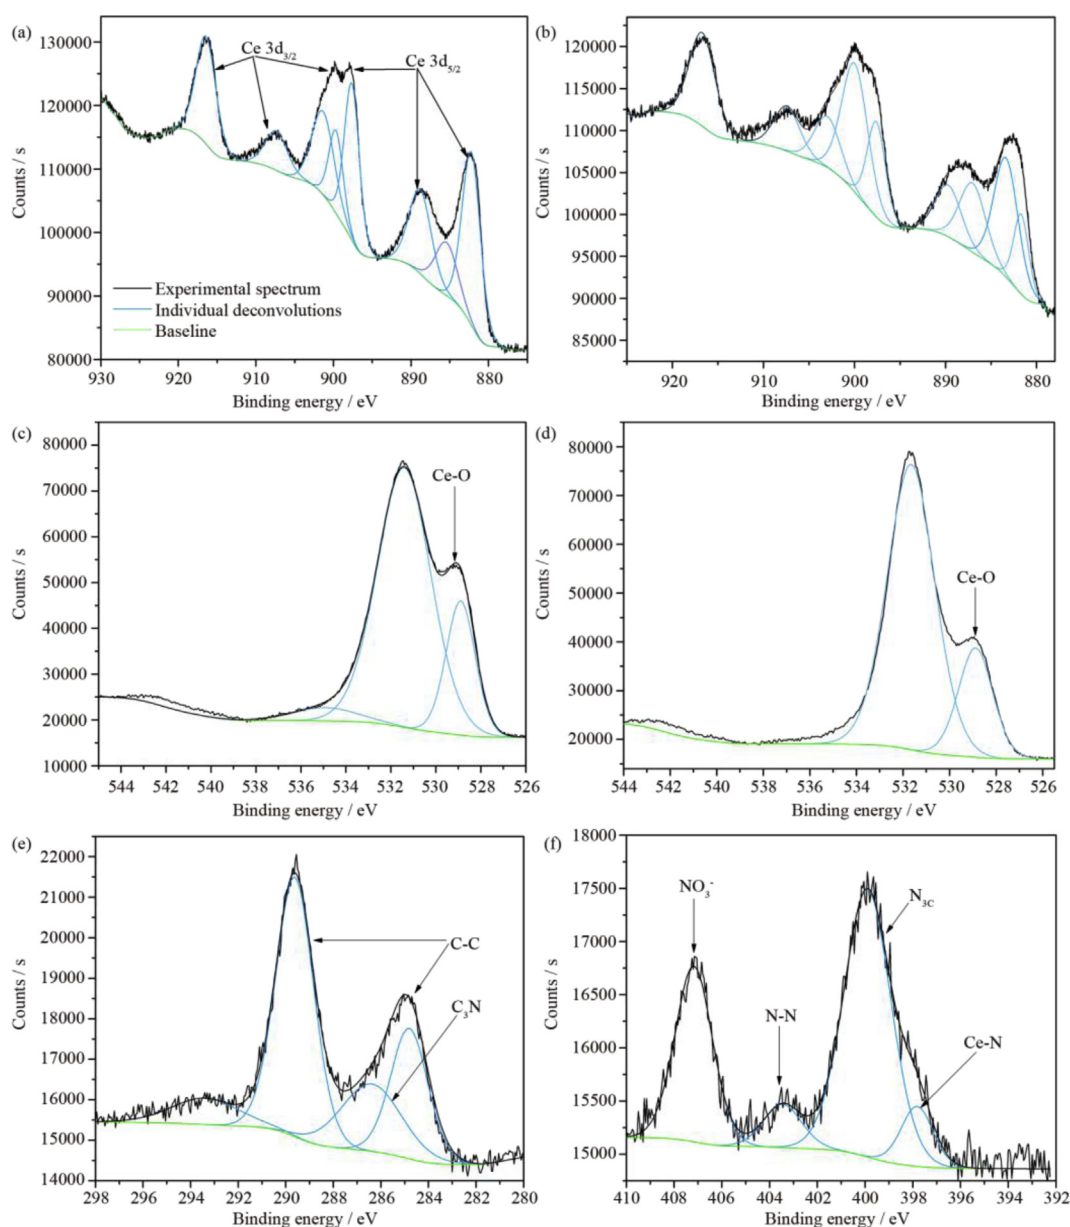 (a)
130000
120000
110000
100000
90000
80000
Counts / s
Ce 3d3/2
Ce 3d5/2
Experimental spectrum
Individual deconvolutions
Baseline
930 920 910 900 890 880
Binding energy / eV
(b)
120000
115000
110000
105000
100000
95000
90000
85000
Counts / s
920 910 900 890 880
Binding energy / eV
(c)
80000
70000
60000
50000
40000
30000
20000
10000
Counts / s
Ce-O
544 542 540 538 536 534 532 530 528 526
Binding energy / eV
(d)
80000
70000
60000
50000
40000
30000
20000
Counts / s
Ce-O
544 542 540 538 536 534 532 530 528 526
Binding energy / eV
(e)
22000
21000
20000
19000
18000
17000
16000
15000
14000
Counts / s
C-C
C3N
298 296 294 292 290 288 286 284 282 280
Binding energy / eV
(f)
18000
17500
17000
16500
16000
15500
15000
Counts / s
NO3-
N-N
N3C
Ce-N
410 408 406 404 402 400 398 396 394 392
Binding energy / eV